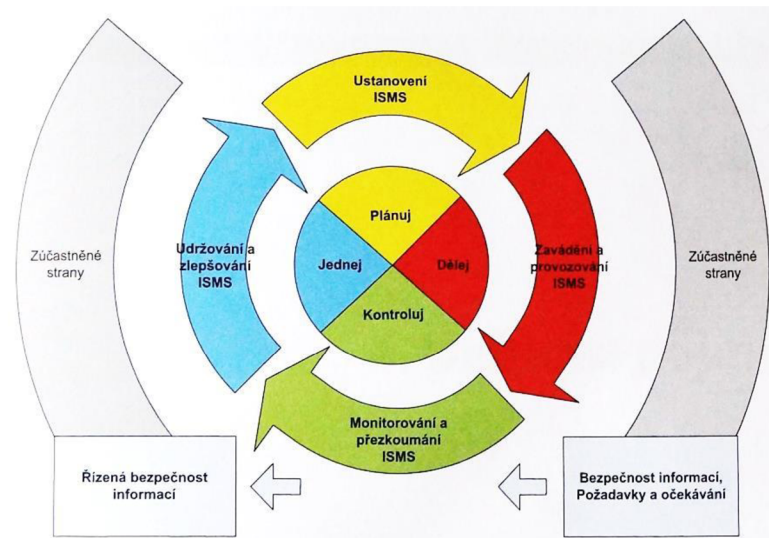 Ustanovení
ISMS
Plánuj
Zúčastněné
strany
Udržování a
zlepšování
ISMS
Jednej
Dělej
Zavádění a
provozování
ISMS
Zúčastněné
strany
Kontroluj
Monitorování a
přezkoumání
ISMS
Řízená bezpečnost
informací
Bezpečnost informací,
Požadavky a očekávání